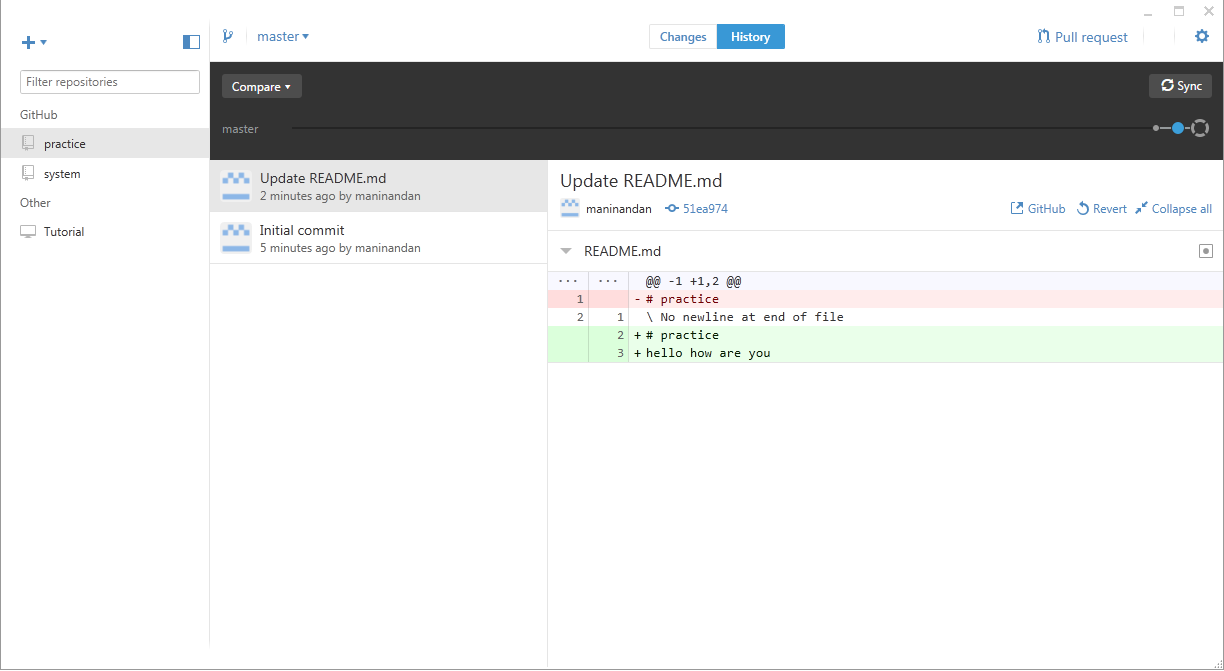 master
Changes
History
Pull request
Filter repositories
GitHub
practice
system
Other
Tutorial
Compare
Sync
master
Update README.md
2 minutes ago by maninandan
Initial commit
5 minutes ago by maninandan
Update README.md
maninandan
51ea974
GitHub
Revert
Collapse all
README.md
... ... @@ -1 +1,2 @@
1 - # practice
2 1 \ No newline at end of file
2 + # practice
3 + hello how are you